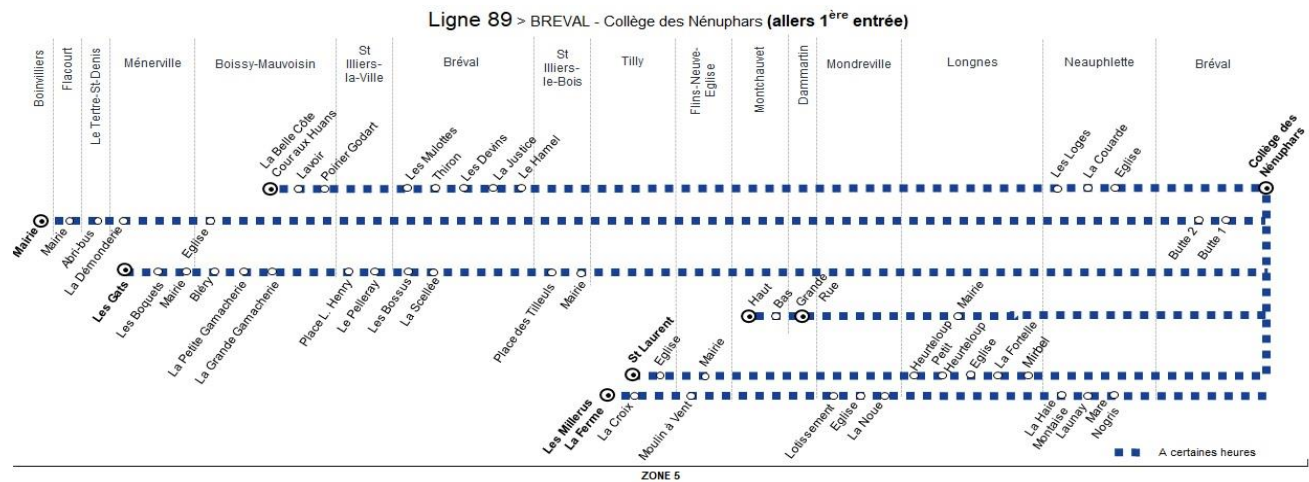 Ligne 89 > BREVAL - Collège des Nénuphars (allers 1ère entrée)
Boinvilliers
Flacourt
Le Tertre-St-Denis
Ménerville
Boissy-Mauvoisin
St
Illiers-
la-Ville
Bréval
St
Illiers-
le-Bois
Tilly
Flins-Neuve-
Eglise
Montchauvet
Dammartin
Mondreville
Longnes
Neauphlette
Bréval
La Belle Côte
Cour aux Huans
Lavoir
Poirier Godart
Les Mulottes
Thiron
Les Devins
La Justice
Le Hamel
Les Loges
La Couarde
Eglise
Collège des
Nénuphars
Mairie
Mairie
Abri-bus
La Démonderie
Eglise
Butte 2
Butte 1
Les Gats
Les Boquets
Mairie
Bléry
La Petite Gamacherie
La Grande Gamacherie
Place L. Henry
Le Pelleray
Les Bossus
La Scellée
Place des Tilleuls
Mairie
Haut
Bas
Grande
Rue
Mairie
St Laurent
Eglise
Mairie
Heurteloup
Petit
Heurteloup
Eglise
La Fortelle
Mirbel
Les Millerus
La Ferme
La Croix
Moulin à Vent
Lotissement
Eglise
La Noue
La Haie
Montaise
Launay
Mare
Nogris
A certaines heures
ZONE 5